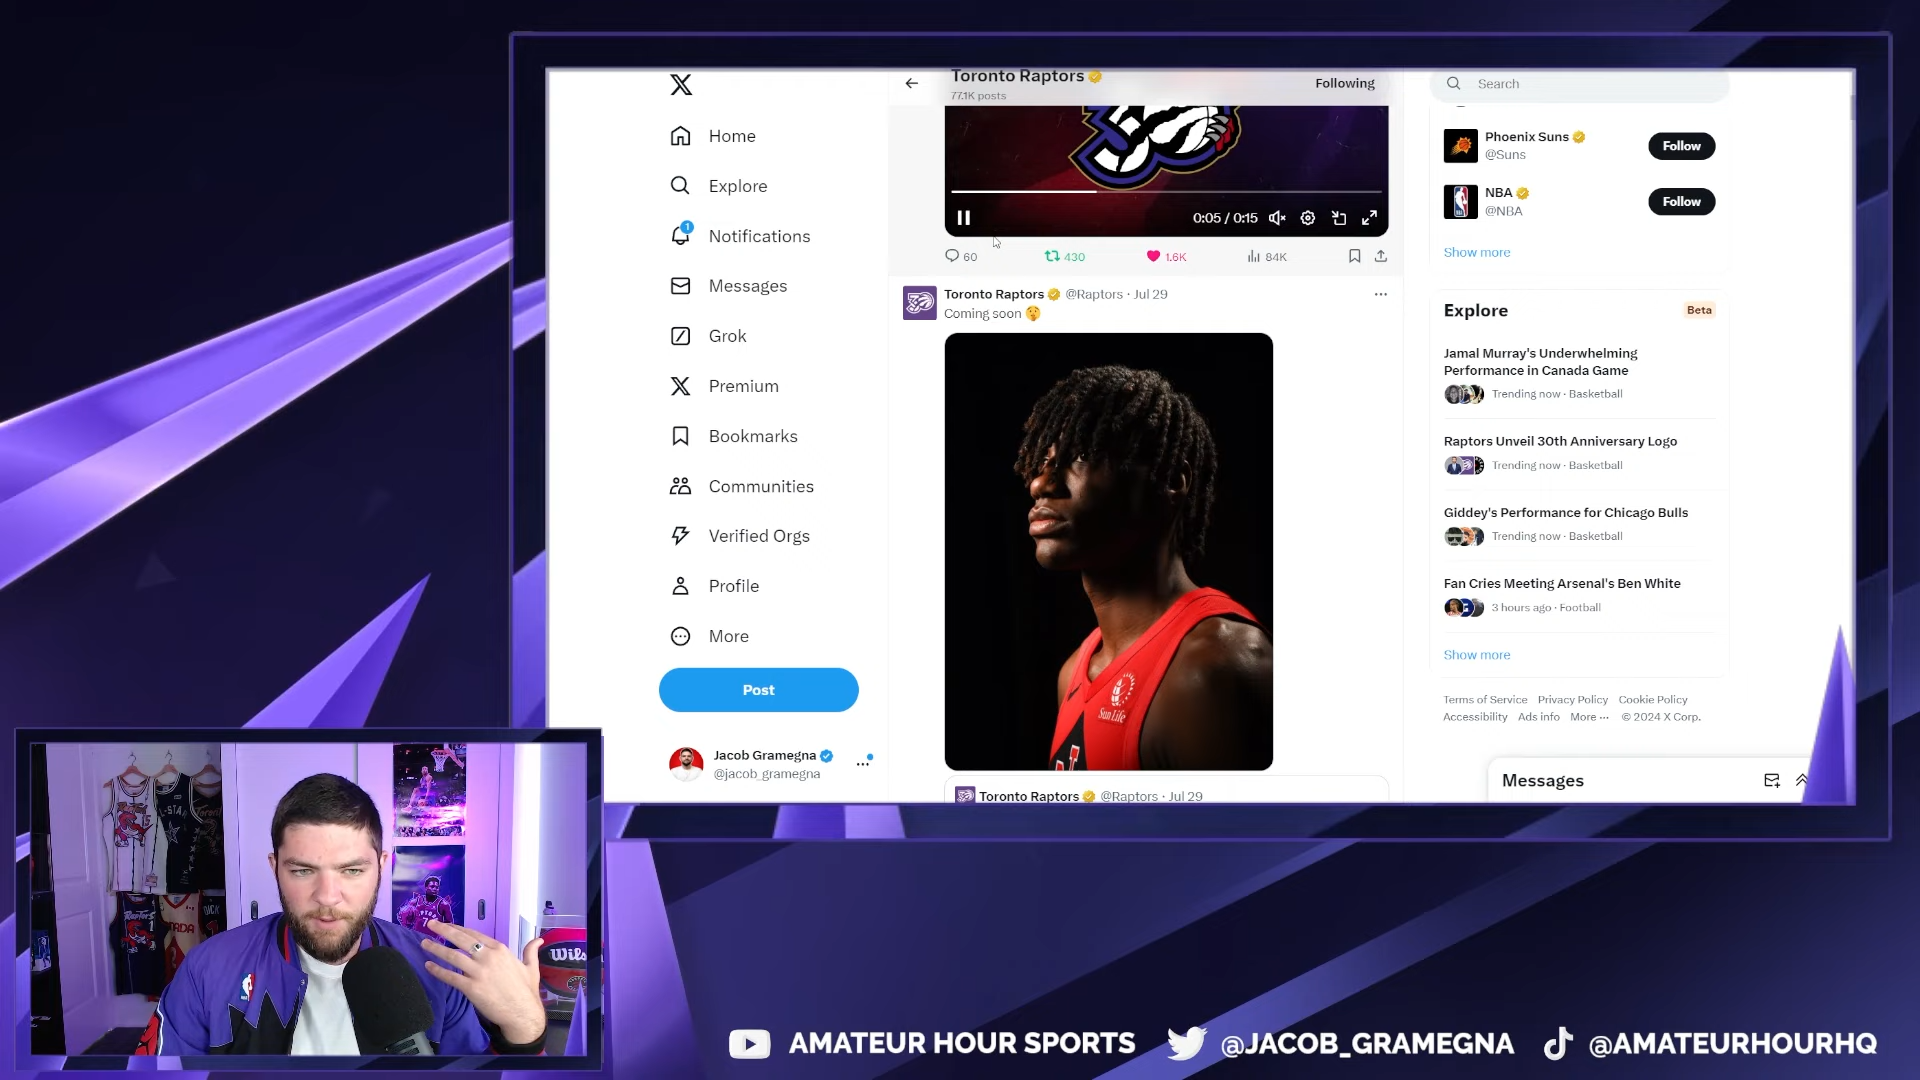 Home
Explore
1
Notifications
Messages
Grok
Premium
Bookmarks
Communities
Verified Orgs
Profile
More
Post
Jacob Gramegna
@jacob_gramegna
Toronto Raptors
77.1K posts
Following
0:05 / 0:15
60
430
1.6K
84K
Toronto Raptors @Raptors · Jul 29
Coming soon 🤫
Sun Life
Toronto Raptors @Raptors · Jul 29
Search
Phoenix Suns
@Suns
Follow
NBA
@NBA
Follow
Show more
Explore
Beta
Jamal Murray's Underwhelming
Performance in Canada Game
Trending now · Basketball
Raptors Unveil 30th Anniversary Logo
Trending now · Basketball
Giddey's Performance for Chicago Bulls
Trending now · Basketball
Fan Cries Meeting Arsenal's Ben White
3 hours ago · Football
Show more
Terms of Service Privacy Policy Cookie Policy
Accessibility Ads info More ··· © 2024 X Corp.
Messages
AMATEUR HOUR SPORTS
@JACOB_GRAMEGNA
@AMATEURHOURHQ